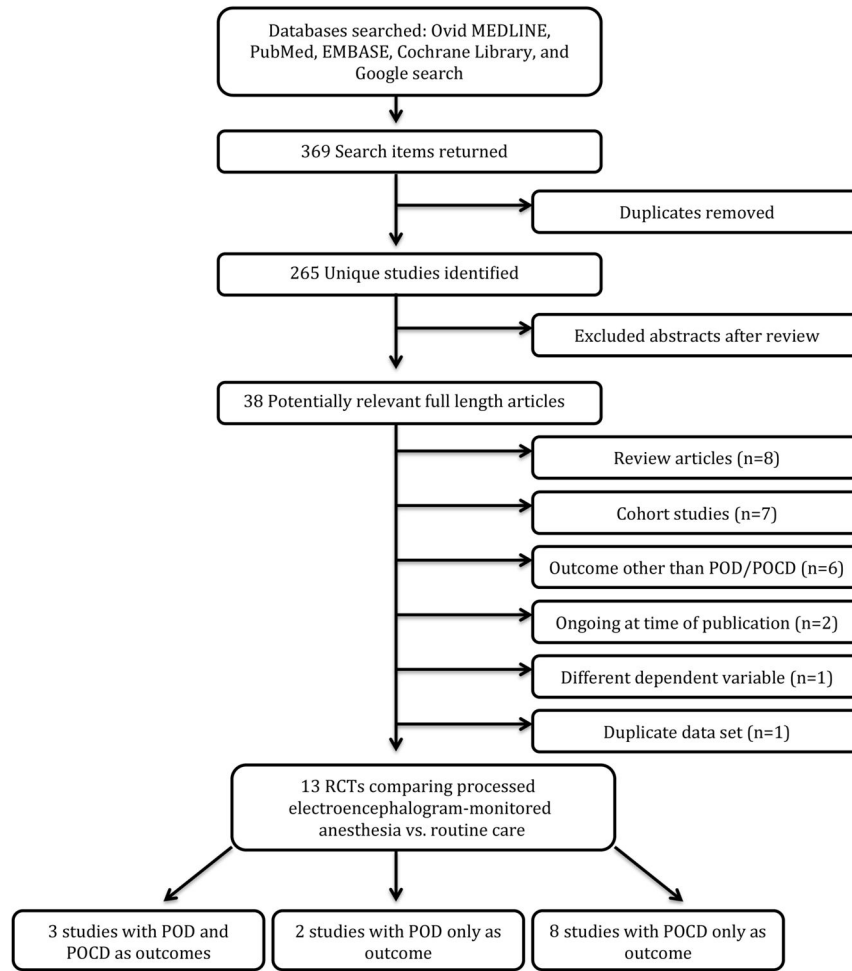 Databases searched: Ovid MEDLINE,
PubMed, EMBASE, Cochrane Library, and
Google search
369 Search items returned
Duplicates removed
265 Unique studies identified
Excluded abstracts after review
38 Potentially relevant full length articles
Review articles (n=8)
Cohort studies (n=7)
Outcome other than POD/POCD (n=6)
Ongoing at time of publication (n=2)
Different dependent variable (n=1)
Duplicate data set (n=1)
13 RCTs comparing processed
electroencephalogram-monitored
anesthesia vs. routine care
3 studies with POD and
POCD as outcomes
2 studies with POD only as
outcome
8 studies with POCD only as
outcome